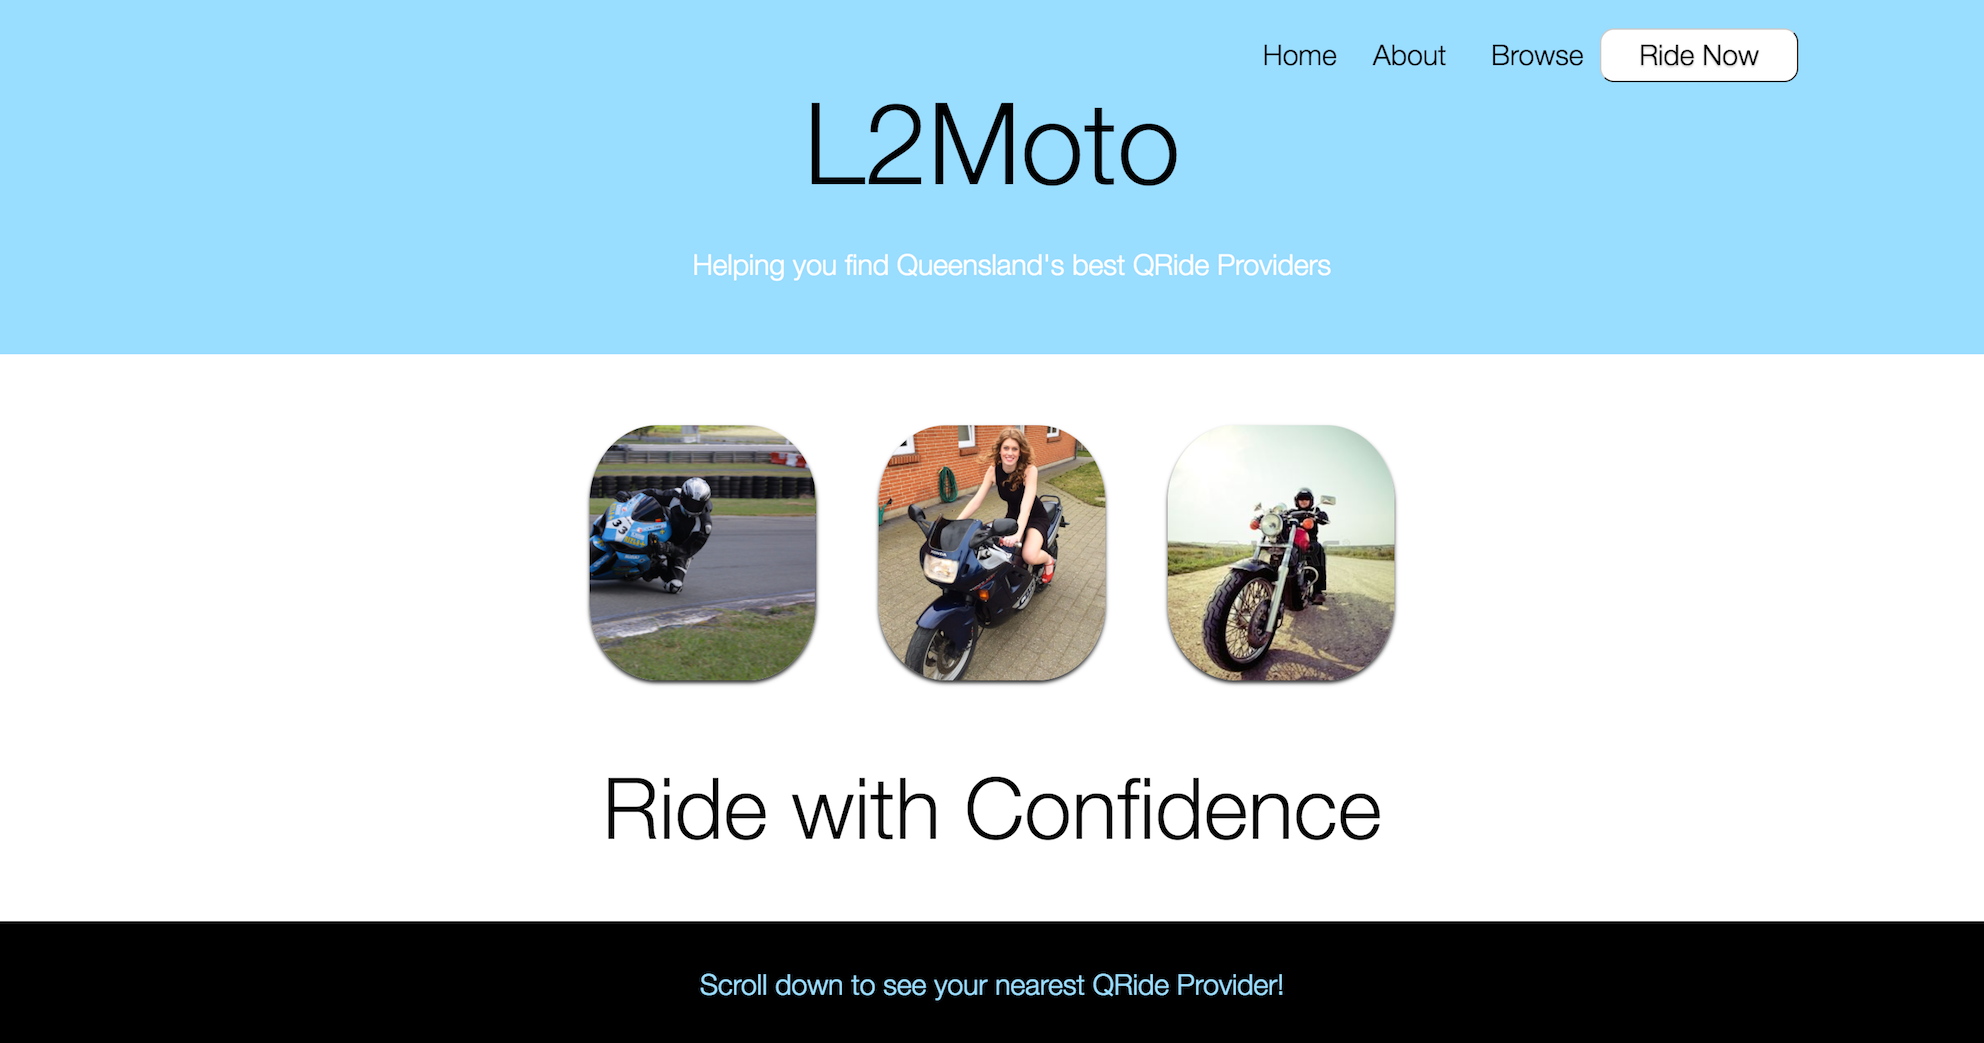 Home About Browse Ride Now
L2Moto
Helping you find Queensland's best QRide Providers
33
Ride with Confidence
Scroll down to see your nearest QRide Provider!